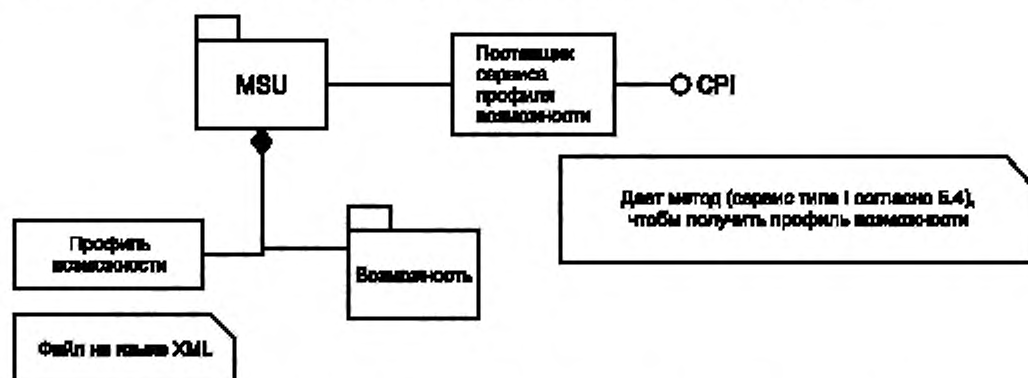 MSU
Поставщик
сервиса
профиля
возможности
CPI
Дает метод (сервис типа I согласно 5.4),
чтобы получить профиль возможности
Профиль
возможности
Возможность
Файл на языке XML